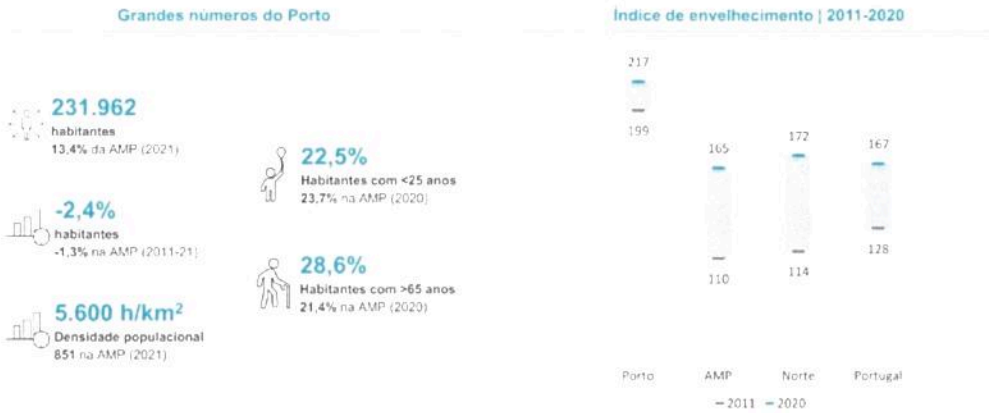 Grandes números do Porto
231.962
habitantes
13,4% da AMP (2021)
-2,4%
habitantes
-1,3% na AMP (2011-21)
5.600 h/km²
Densidade populacional
851 na AMP (2021)
22,5%
Habitantes com <25 anos
23,7% na AMP (2020)
28,6%
Habitantes com >65 anos
21,4% na AMP (2020)
Índice de envelhecimento | 2011-2020
217
199
165
110
172
114
167
128
Porto AMP Norte Portugal
2011 2020